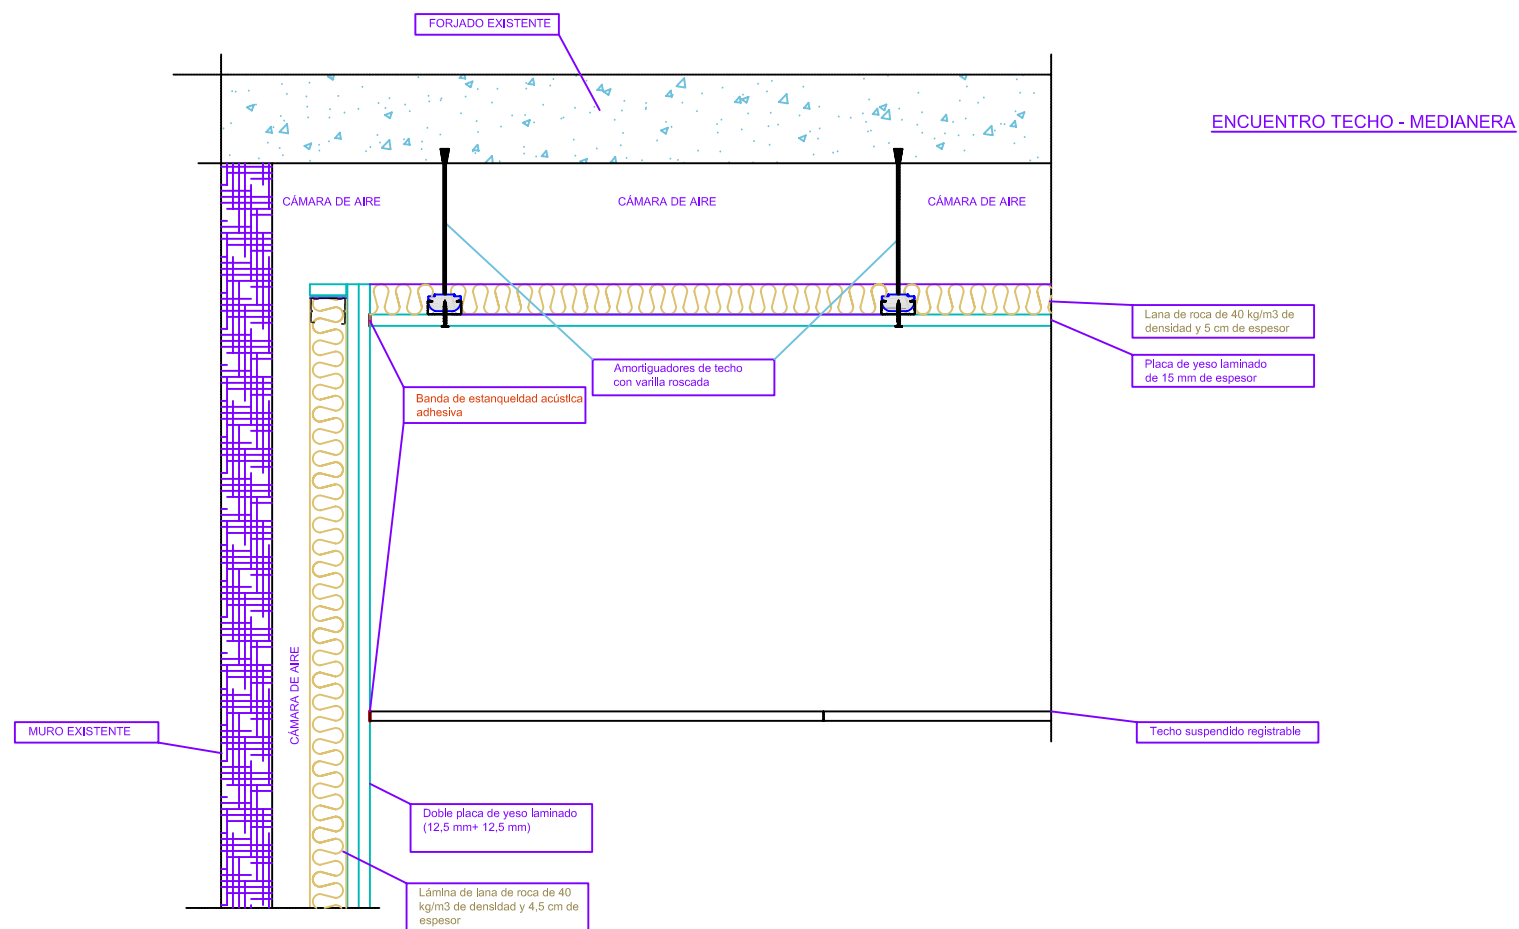 FORJADO EXISTENTE
ENCUENTRO TECHO - MEDIANERA
CÁMARA DE AIRE
CÁMARA DE AIRE
CÁMARA DE AIRE
Lana de roca de 40 kg/m3 de
densidad y 5 cm de espesor
Placa de yeso laminado
de 15 mm de espesor
Amortiguadores de techo
con varilla roscada
Banda de estanqueidad acústica
adhesiva
CÁMARA DE AIRE
MURO EXISTENTE
Techo suspendido registrable
Doble placa de yeso laminado
(12,5 mm+ 12,5 mm)
Lámina de lana de roca de 40
kg/m3 de densidad y 4,5 cm de
espesor